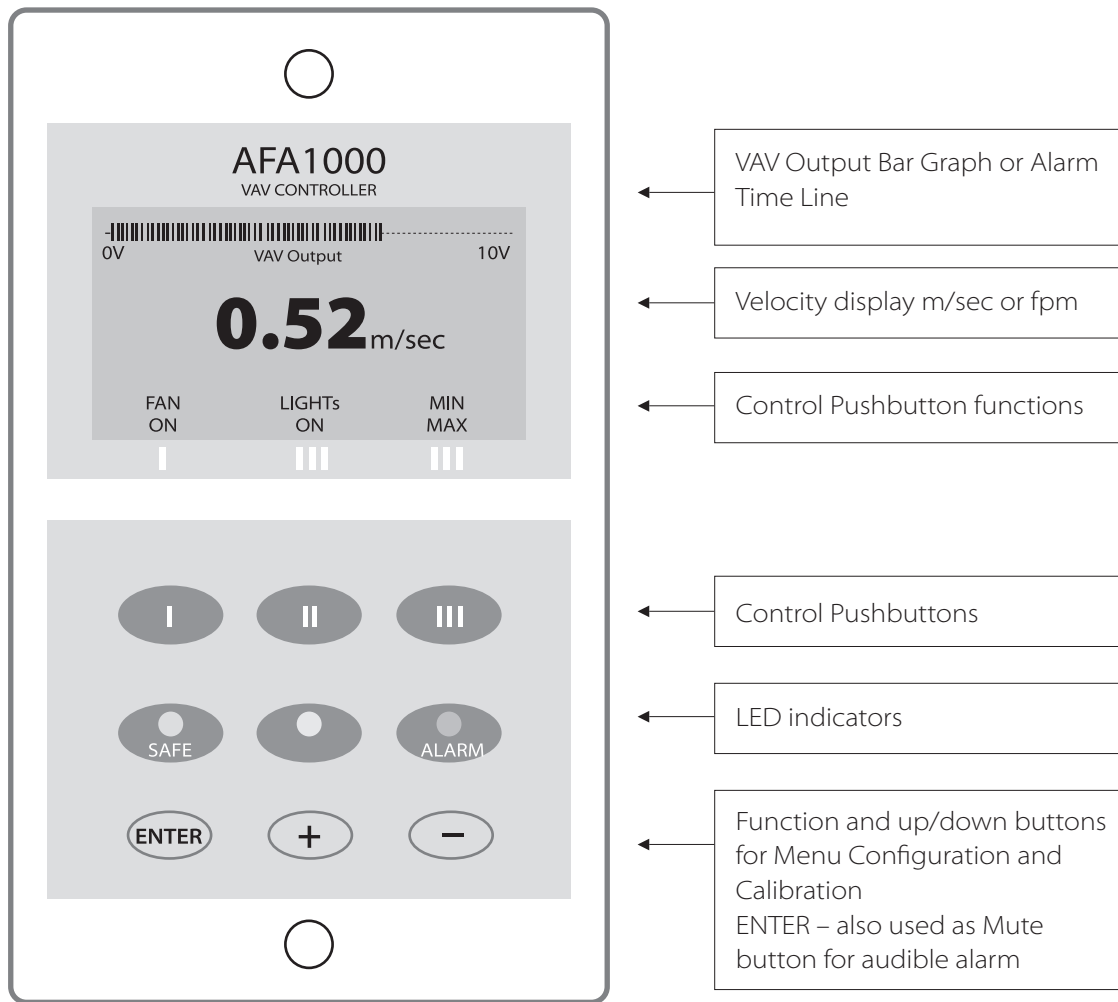 AFA1000
VAV CONTROLLER
0V
VAV Output
10V
0.52 m/sec
FAN
ON
LIGHTs
ON
MIN
MAX
I
III
III
I
II
III
SAFE
ALARM
ENTER
+
−
VAV Output Bar Graph or Alarm
Time Line
Velocity display m/sec or fpm
Control Pushbutton functions
Control Pushbuttons
LED indicators
Function and up/down buttons
for Menu Configuration and
Calibration
ENTER – also used as Mute
button for audible alarm